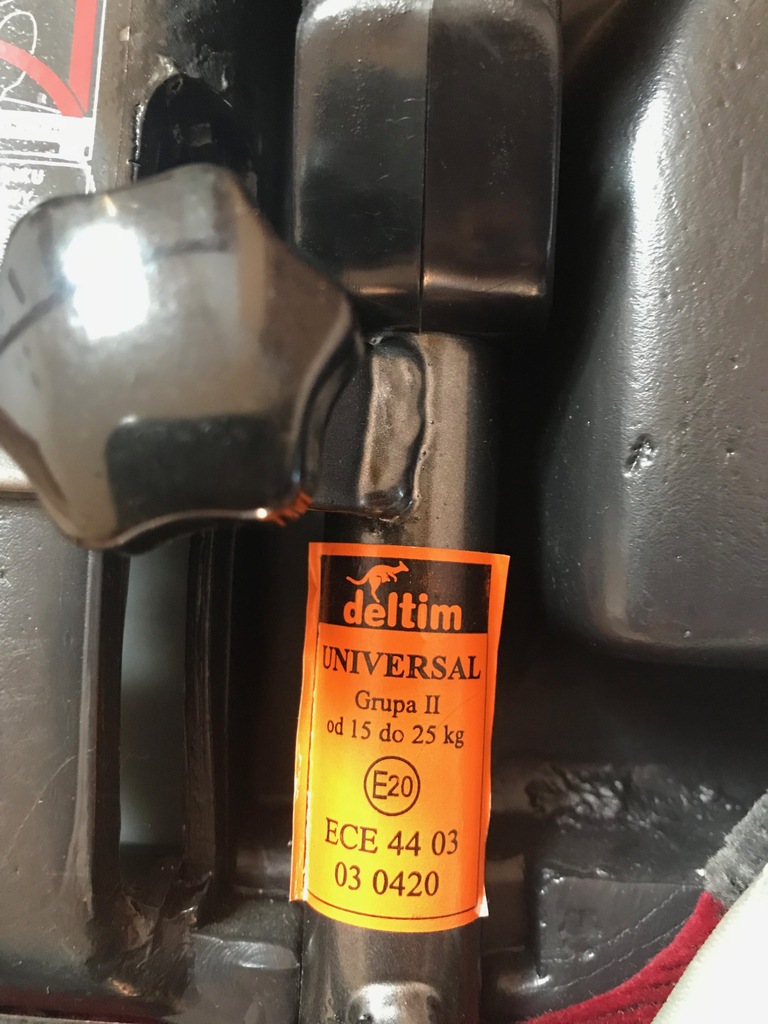 deltim
UNIVERSAL
Grupa II
od 15 do 25 kg
E20
ECE 44 03
03 0420